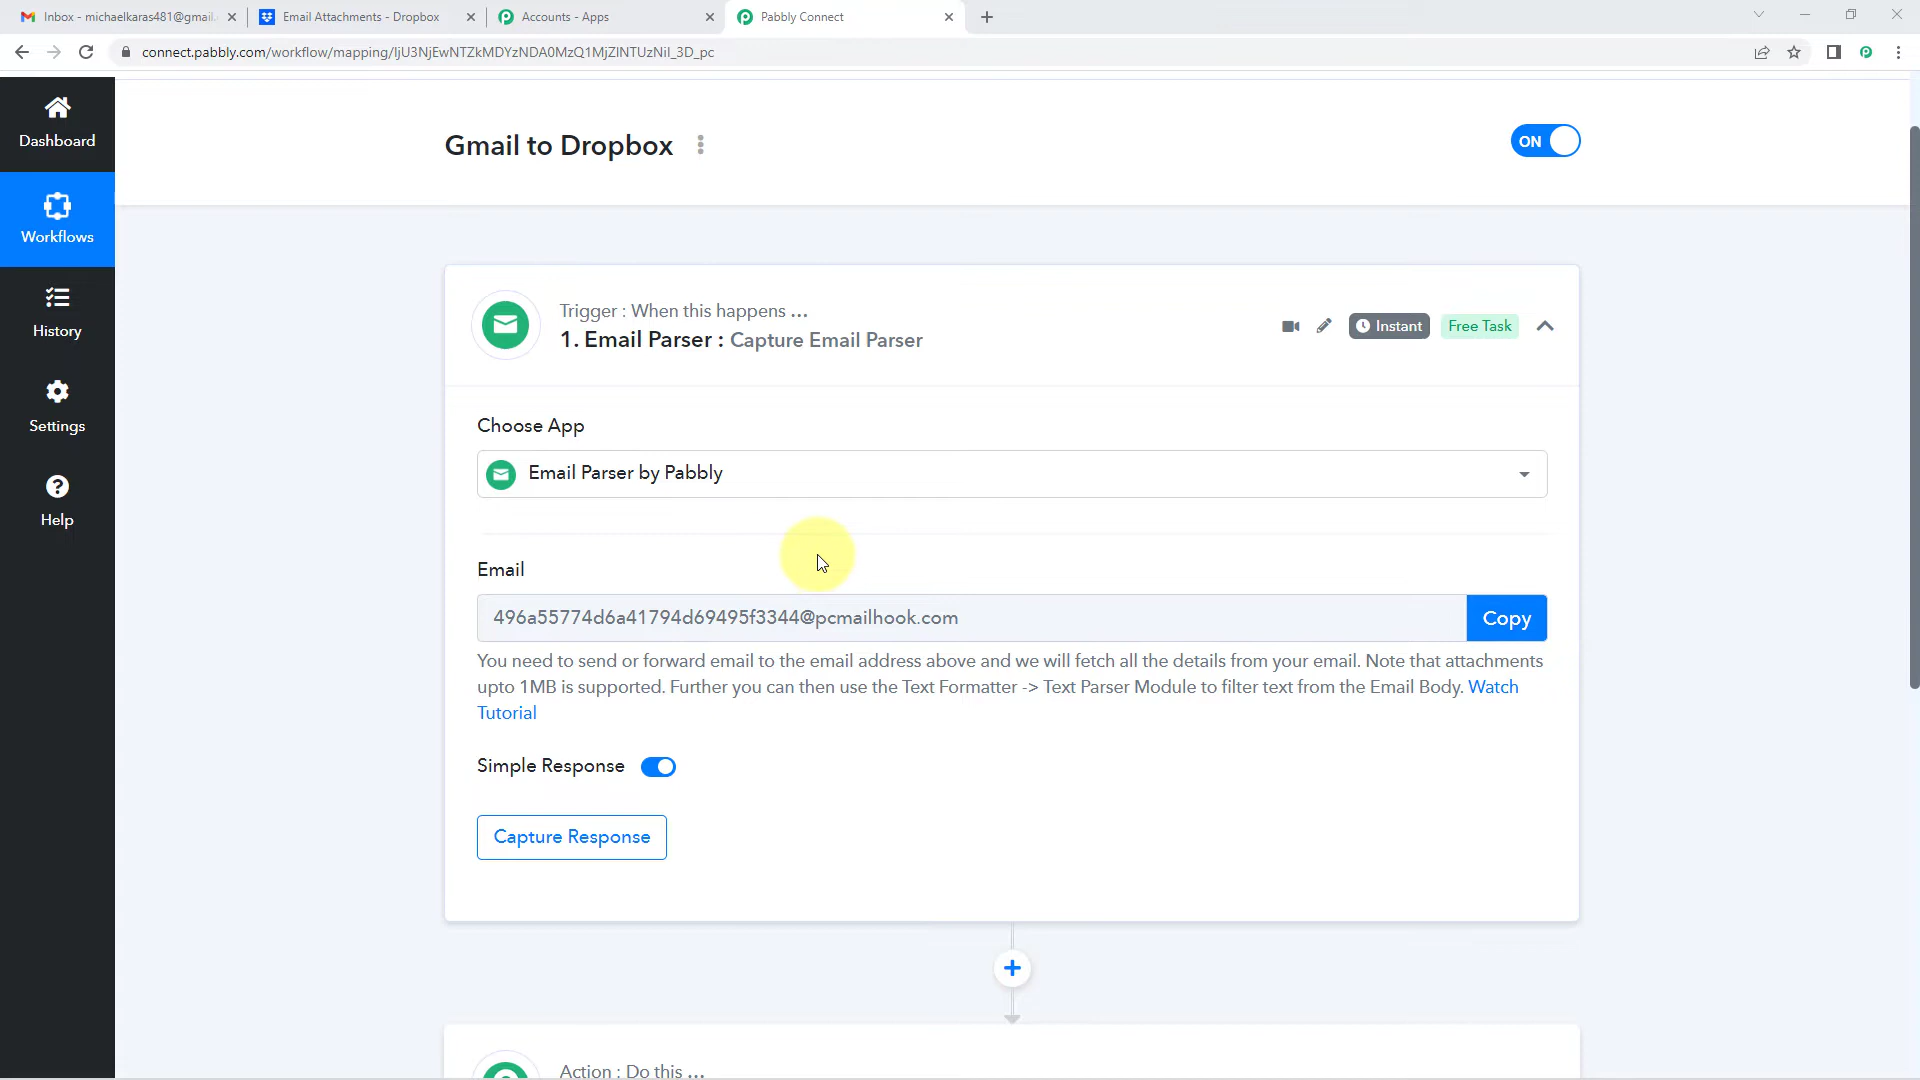 Inbox - michaelkaras481@gmail.
Email Attachments - Dropbox
Accounts - Apps
Pabbly Connect
connect.pabbly.com/workflow/mapping/IjU3NjEwNTZkMDYzNDA0MzQ1MjZlNTUzNiI_3D_pc
Dashboard
Workflows
History
Settings
Help
Gmail to Dropbox
ON
Trigger : When this happens ...
1. Email Parser : Capture Email Parser
Instant
Free Task
Choose App
Email Parser by Pabbly
Email
496a55774d6a41794d69495f3344@pcmailhook.com
Copy
You need to send or forward email to the email address above and we will fetch all the details from your email. Note that attachments
upto 1MB is supported. Further you can then use the Text Formatter -> Text Parser Module to filter text from the Email Body. Watch
Tutorial
Simple Response
Capture Response
Action : Do this ...